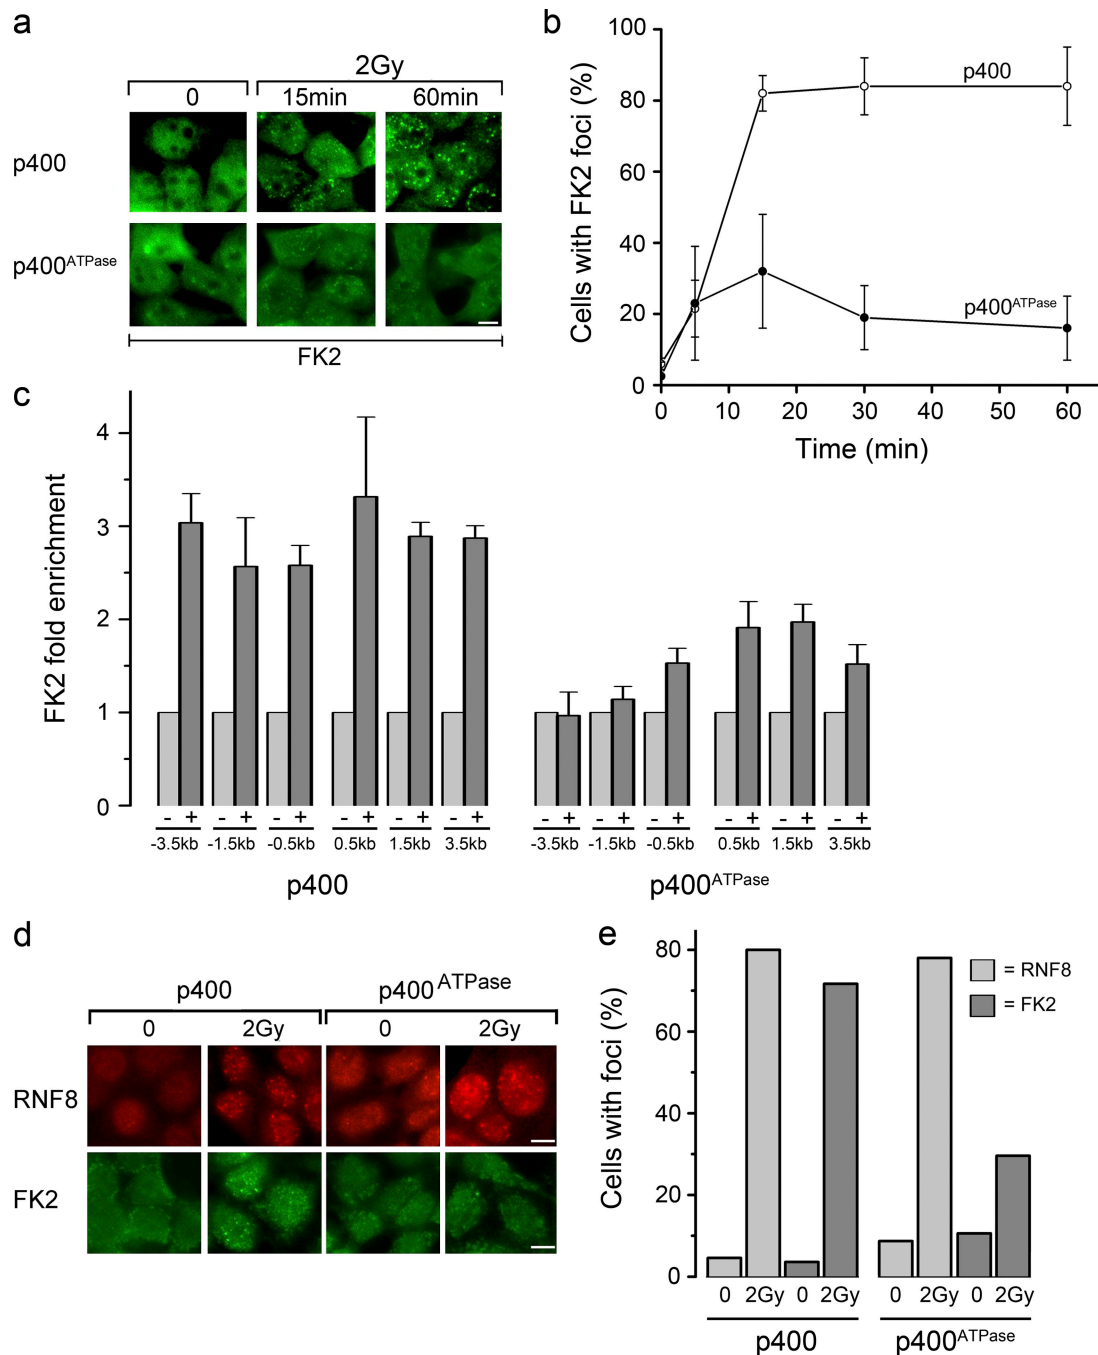 a
2Gy
0 15min 60min
p400
p400ATPase
FK2
b
Cells with FK2 foci (%)
100
80
60
40
20
0
p400
p400ATPase
0 10 20 30 40 50 60
Time (min)
c
FK2 fold enrichment
4
3
2
1
0
- + - + - + - + - + - + - + - + - + - + - + - +
-3.5kb -1.5kb -0.5kb 0.5kb 1.5kb 3.5kb -3.5kb -1.5kb -0.5kb 0.5kb 1.5kb 3.5kb
p400 p400ATPase
d
p400 p400ATPase
0 2Gy 0 2Gy
RNF8
FK2
e
Cells with foci (%)
80
60
40
20
0
= RNF8
= FK2
0 2Gy 0 2Gy 0 2Gy 0 2Gy
p400 p400ATPase